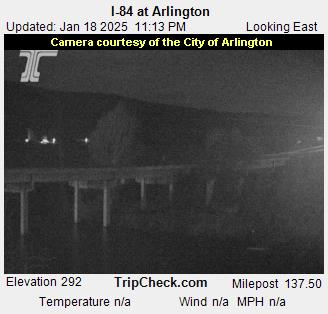 I-84 at Arlington
Updated: Jan 18 2025 11:13 PM Looking East
Camera courtesy of the City of Arlington
Elevation 292 TripCheck.com Milepost 137.50
Temperature n/a Wind n/a MPH n/a